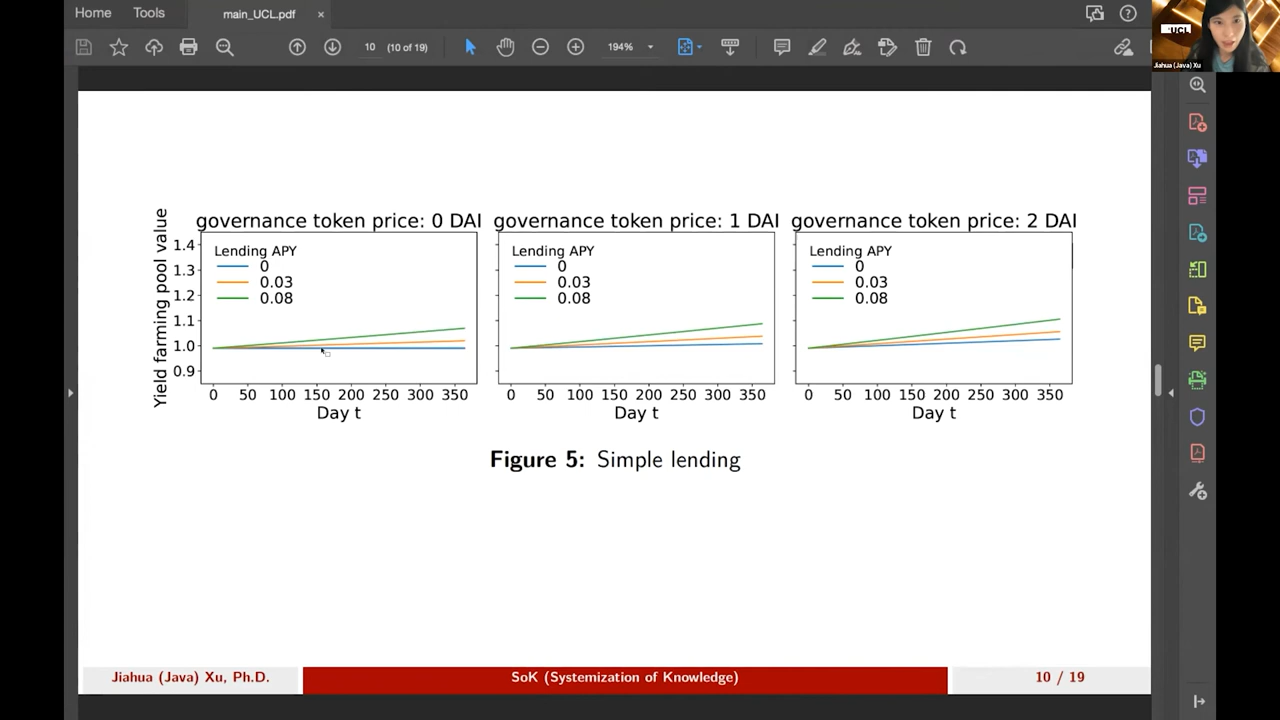 Home Tools main_UCL.pdf ×
10 (10 of 19) 194%
UCL
Jiahua (Java) Xu
Yield farming pool value
governance token price: 0 DAI
Lending APY
0
0.03
0.08
1.4
1.3
1.2
1.1
1.0
0.9
0 50 100 150 200 250 300 350
Day t
governance token price: 1 DAI
Lending APY
0
0.03
0.08
0 50 100 150 200 250 300 350
Day t
governance token price: 2 DAI
Lending APY
0
0.03
0.08
0 50 100 150 200 250 300 350
Day t
Figure 5: Simple lending
Jiahua (Java) Xu, Ph.D. SoK (Systemization of Knowledge) 10 / 19